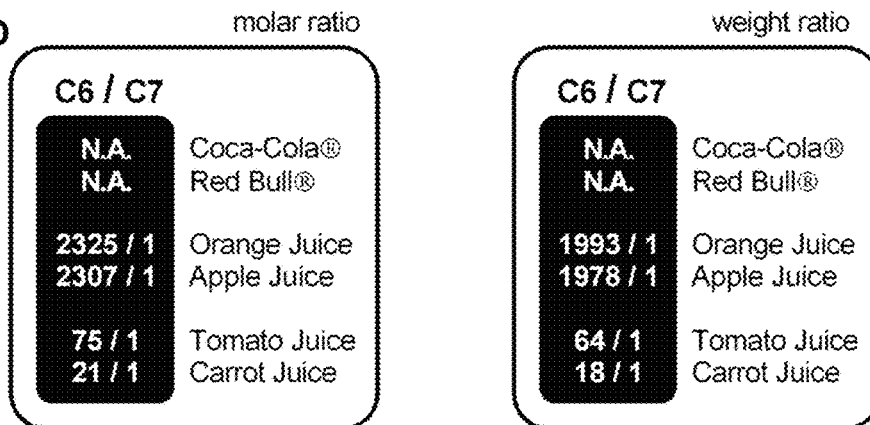 molar ratio
C6 / C7
N.A. Coca-Cola®
N.A. Red Bull®
2325 / 1 Orange Juice
2307 / 1 Apple Juice
75 / 1 Tomato Juice
21 / 1 Carrot Juice
weight ratio
C6 / C7
N.A. Coca-Cola®
N.A. Red Bull®
1993 / 1 Orange Juice
1978 / 1 Apple Juice
64 / 1 Tomato Juice
18 / 1 Carrot Juice